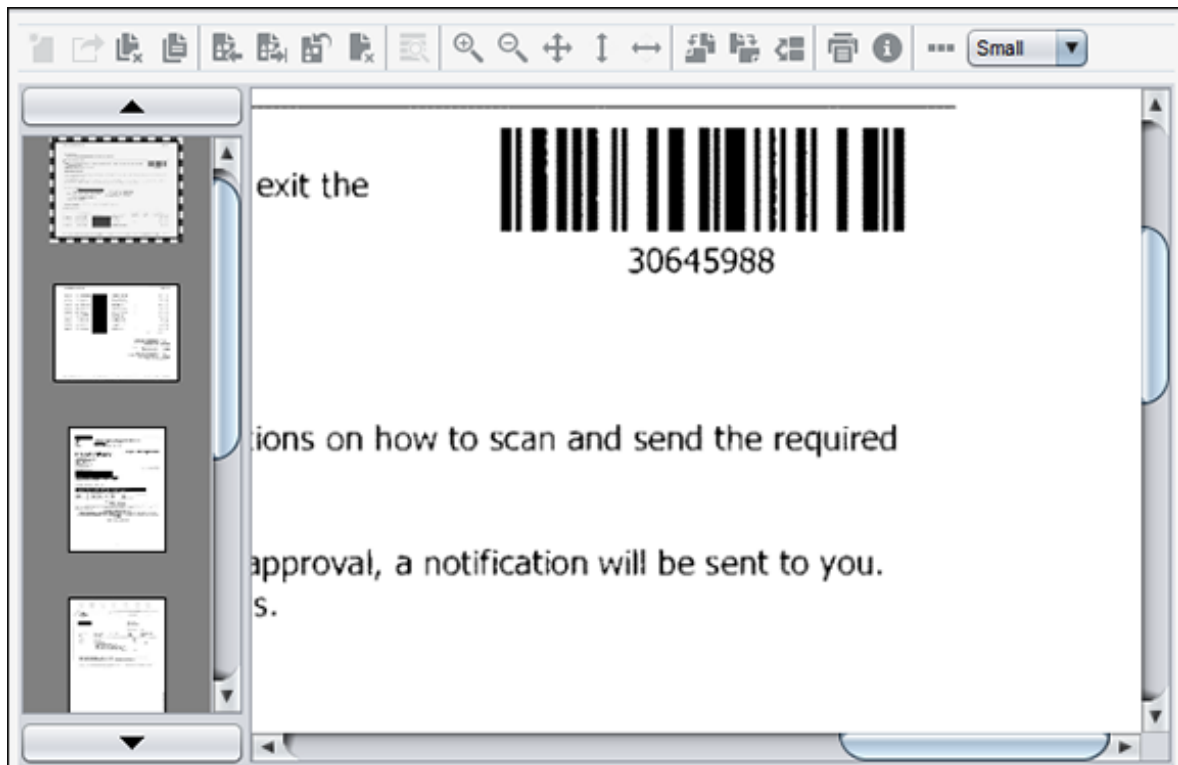 Small
exit the
30645988
tions on how to scan and send the required
approval, a notification will be sent to you.
s.